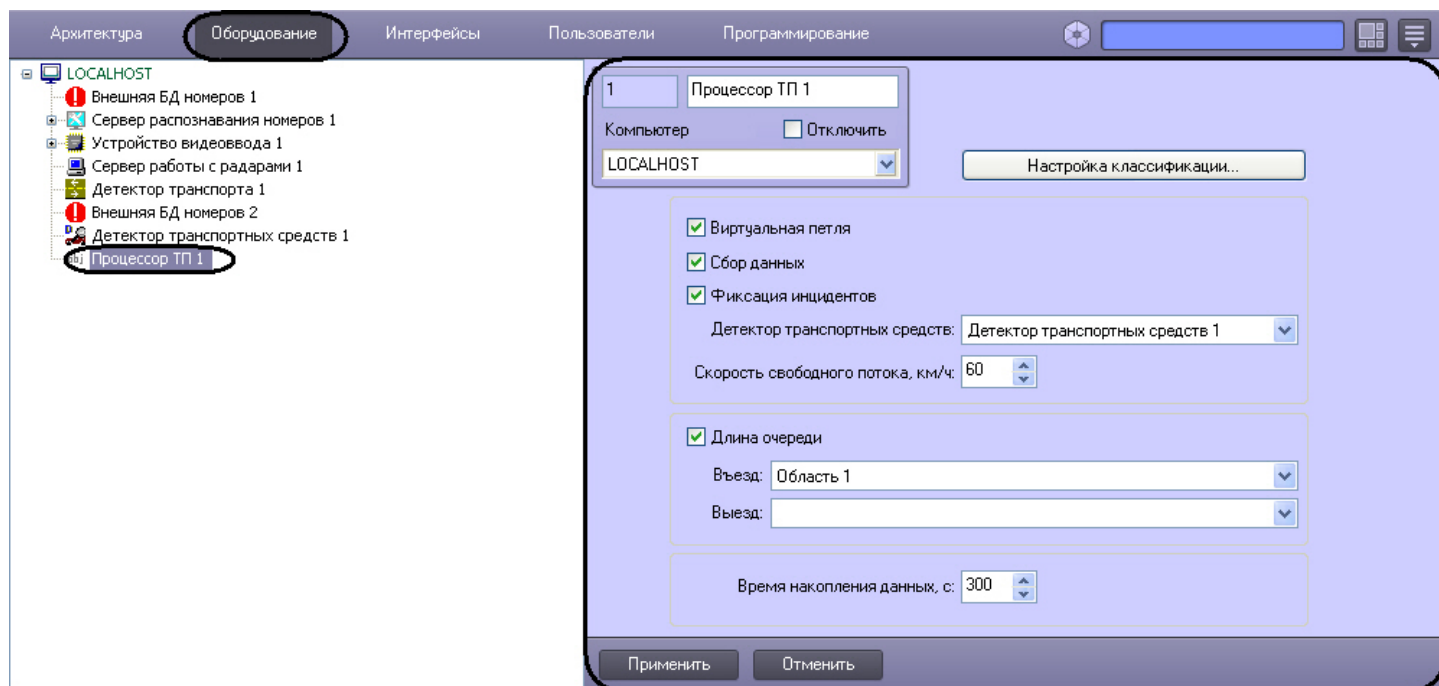 Архитектура Оборудование Интерфейсы Пользователи Программирование
LOCALHOST
Внешняя БД номеров 1
Сервер распознавания номеров 1
Устройство видеоввода 1
Сервер работы с радарами 1
Детектор транспорта 1
Внешняя БД номеров 2
Детектор транспортных средств 1
obj Процессор ТП 1
1 Процессор ТП 1
Компьютер Отключить
LOCALHOST
Настройка классификации...
Виртуальная петля
Сбор данных
Фиксация инцидентов
Детектор транспортных средств: Детектор транспортных средств 1
Скорость свободного потока, км/ч: 60
Длина очереди
Въезд: Область 1
Выезд:
Время накопления данных, с: 300
Применить Отменить